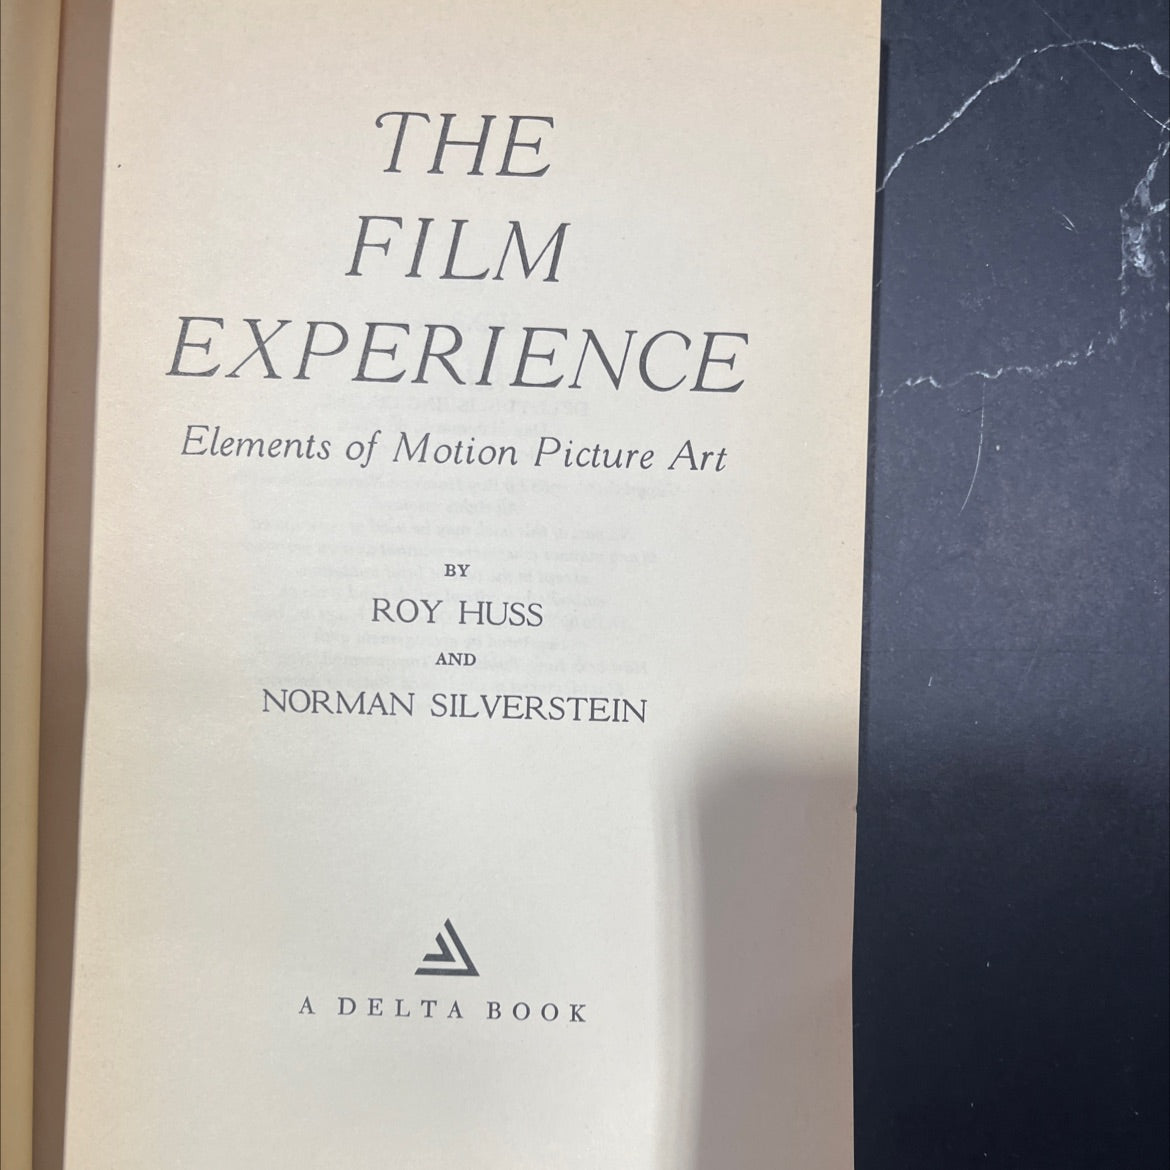 THE
FILM
EXPERIENCE
Elements of Motion Picture Art
BY
ROY HUSS
AND
NORMAN SILVERSTEIN
A DELTA BOOK